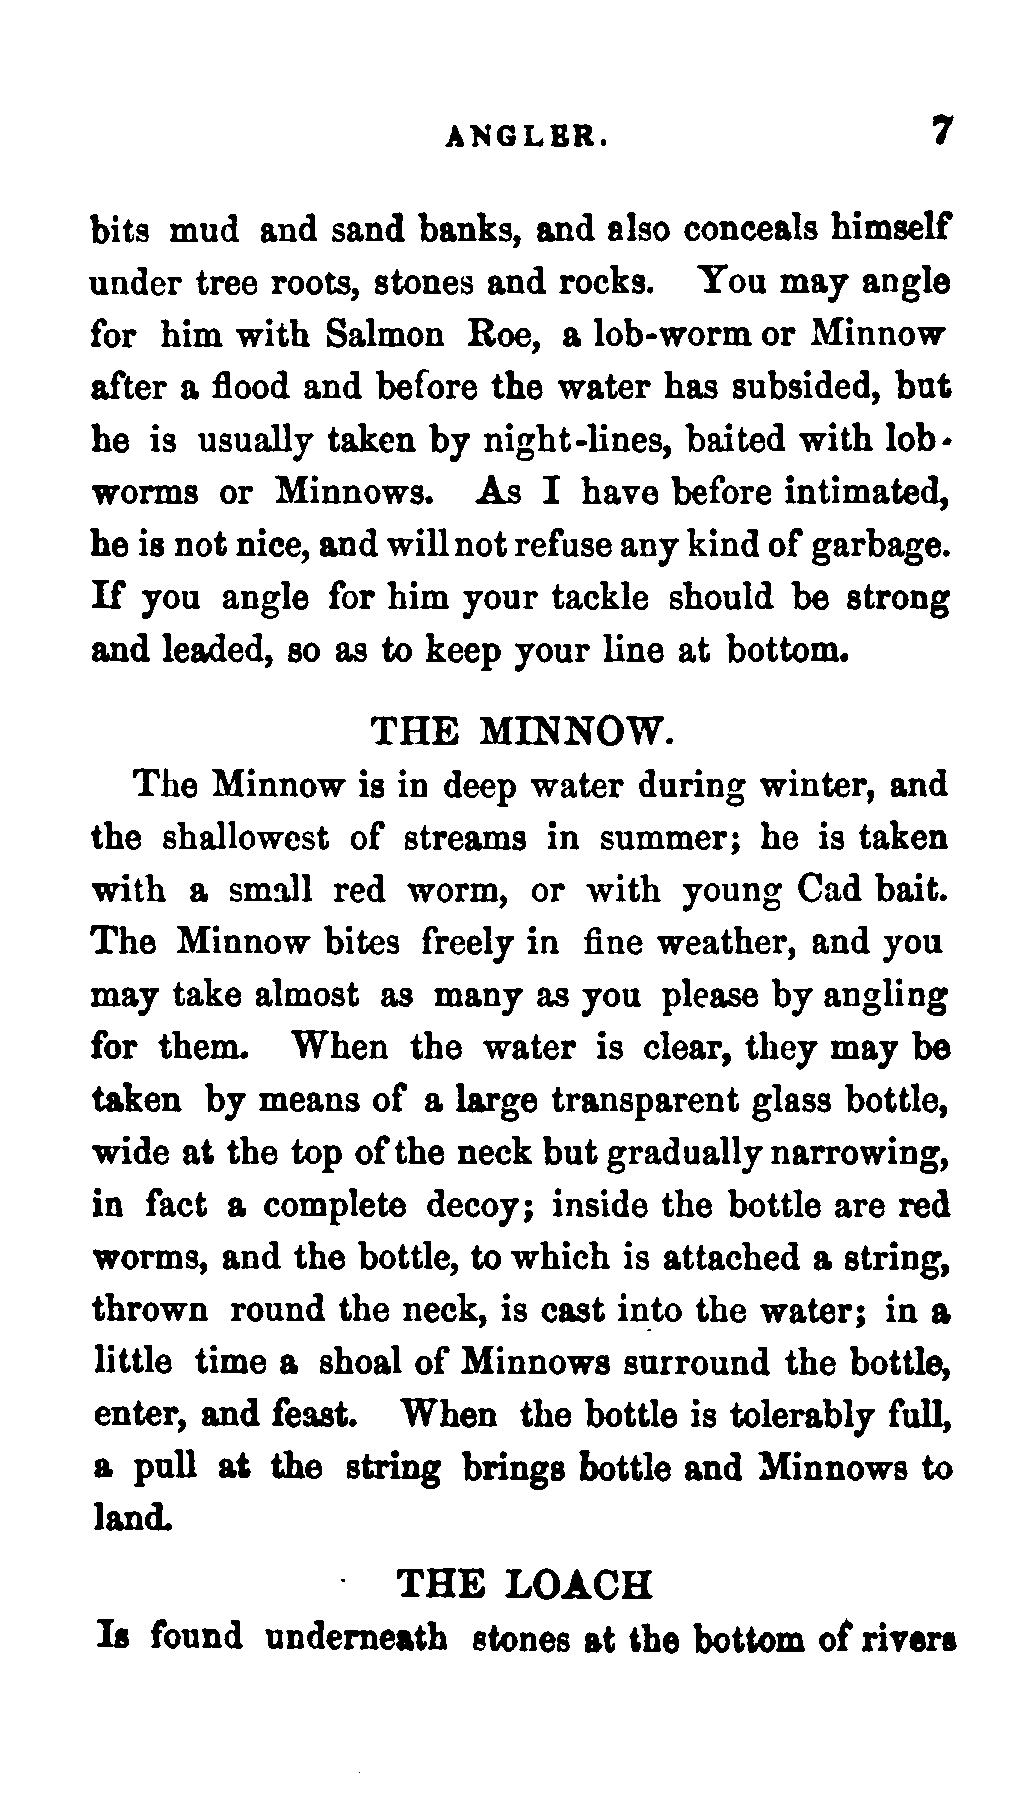 ANGLER. 7
bits mud and sand banks, and also conceals himself
under tree roots, stones and rocks. You may angle
for him with Salmon Roe, a lob-worm or Minnow
after a flood and before the water has subsided, but
he is usually taken by night-lines, baited with lob-
worms or Minnows. As I have before intimated,
he is not nice, and will not refuse any kind of garbage.
If you angle for him your tackle should be strong
and leaded, so as to keep your line at bottom.
THE MINNOW.
The Minnow is in deep water during winter, and
the shallowest of streams in summer; he is taken
with a small red worm, or with young Cad bait.
The Minnow bites freely in fine weather, and you
may take almost as many as you please by angling
for them. When the water is clear, they may be
taken by means of a large transparent glass bottle,
wide at the top of the neck but gradually narrowing,
in fact a complete decoy; inside the bottle are red
worms, and the bottle, to which is attached a string,
thrown round the neck, is cast into the water; in a
little time a shoal of Minnows surround the bottle,
enter, and feast. When the bottle is tolerably full,
a pull at the string brings bottle and Minnows to
land.
THE LOACH
Is found underneath stones at the bottom of rivers